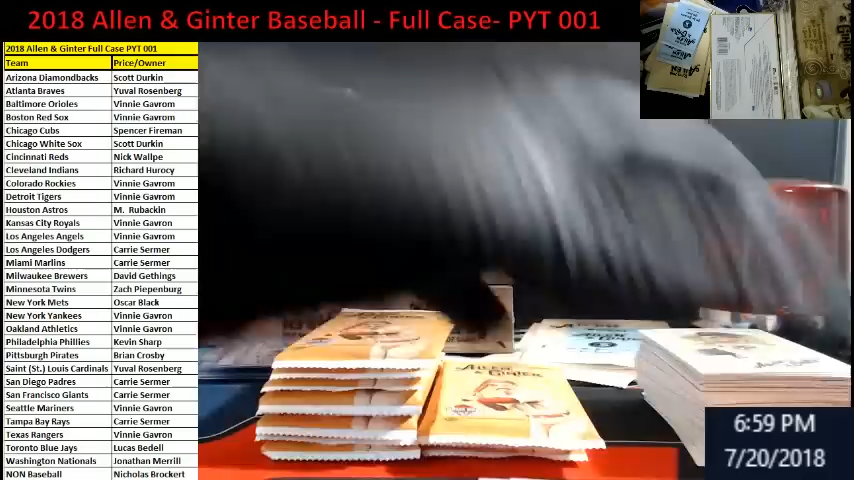 2018 Allen & Ginter Baseball - Full Case- PYT 001
2018 Allen & Ginter Full Case PYT 001
Team Price/Owner
Arizona Diamondbacks Scott Durkin
Atlanta Braves Yuval Rosenberg
Baltimore Orioles Vinnie Gavrom
Boston Red Sox Vinnie Gavrom
Chicago Cubs Spencer Fireman
Chicago White Sox Scott Durkin
Cincinnati Reds Nick Wallpe
Cleveland Indians Richard Hurocy
Colorado Rockies Vinnie Gavrom
Detroit Tigers Vinnie Gavrom
Houston Astros M. Rubackin
Kansas City Royals Vinnie Gavron
Los Angeles Angels Vinnie Gavrom
Los Angeles Dodgers Carrie Sermer
Miami Marlins Carrie Sermer
Milwaukee Brewers David Gethings
Minnesota Twins Zach Piepenburg
New York Mets Oscar Black
New York Yankees Vinnie Gavron
Oakland Athletics Vinnie Gavron
Philadelphia Phillies Kevin Sharp
Pittsburgh Pirates Brian Crosby
Saint (St.) Louis Cardinals Yuval Rosenberg
San Diego Padres Carrie Sermer
San Francisco Giants Carrie Sermer
Seattle Mariners Vinnie Gavron
Tampa Bay Rays Carrie Sermer
Texas Rangers Vinnie Gavron
Toronto Blue Jays Lucas Bedell
Washington Nationals Jonathan Merrill
NON Baseball Nicholas Brockert
Allen
Ginter
6:59 PM
7/20/2018